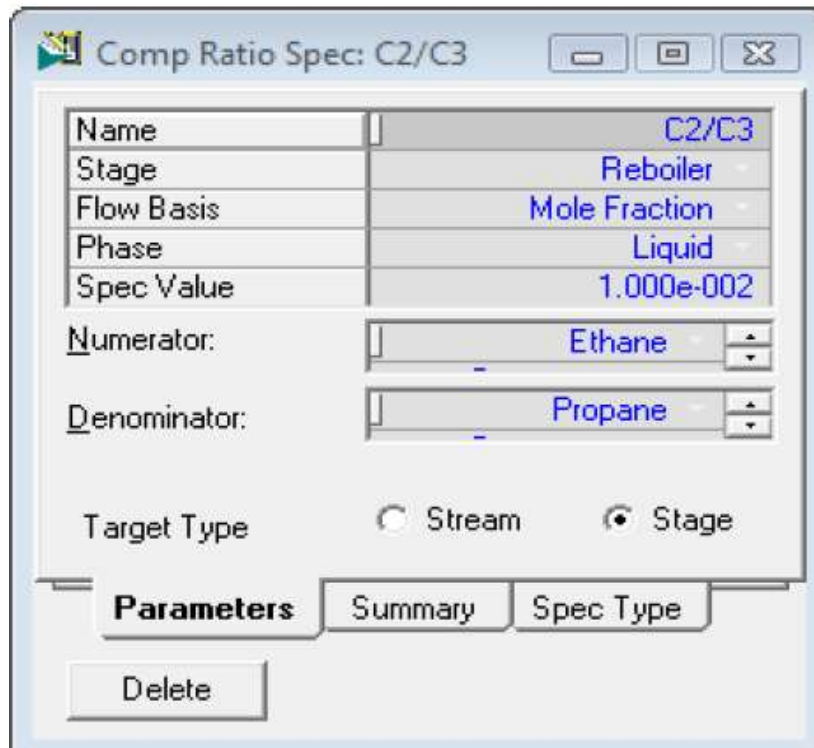 Comp Ratio Spec: C2/C3
Name C2/C3
Stage Reboiler
Flow Basis Mole Fraction
Phase Liquid
Spec Value 1.000e-002
Numerator: Ethane
Denominator: Propane
Target Type Stream Stage
Parameters Summary Spec Type
Delete